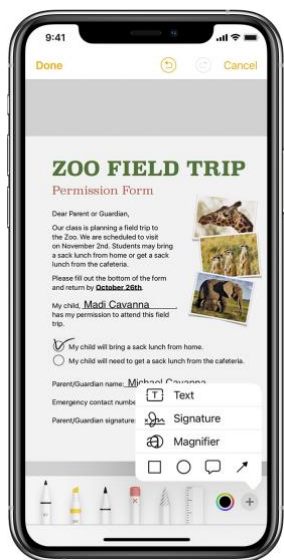 9:41
Done
Cancel
ZOO FIELD TRIP
Permission Form
Dear Parent or Guardian,
Our class is planning a field trip to
the Zoo. We are scheduled to visit
on November 2nd. Students may bring
a sack lunch from home or get a sack
lunch from the cafeteria.
Please fill out the bottom of the form
and return by October 26th.
My child, Madi Cavanna
has my permission to attend this field
trip.
My child will bring a sack lunch from home.
My child will need to get a sack lunch from the cafeteria.
Parent/Guardian name: Michael Cavanna
Emergency contact
Parent/Guardian signature:
T Text
Signature
Magnifier